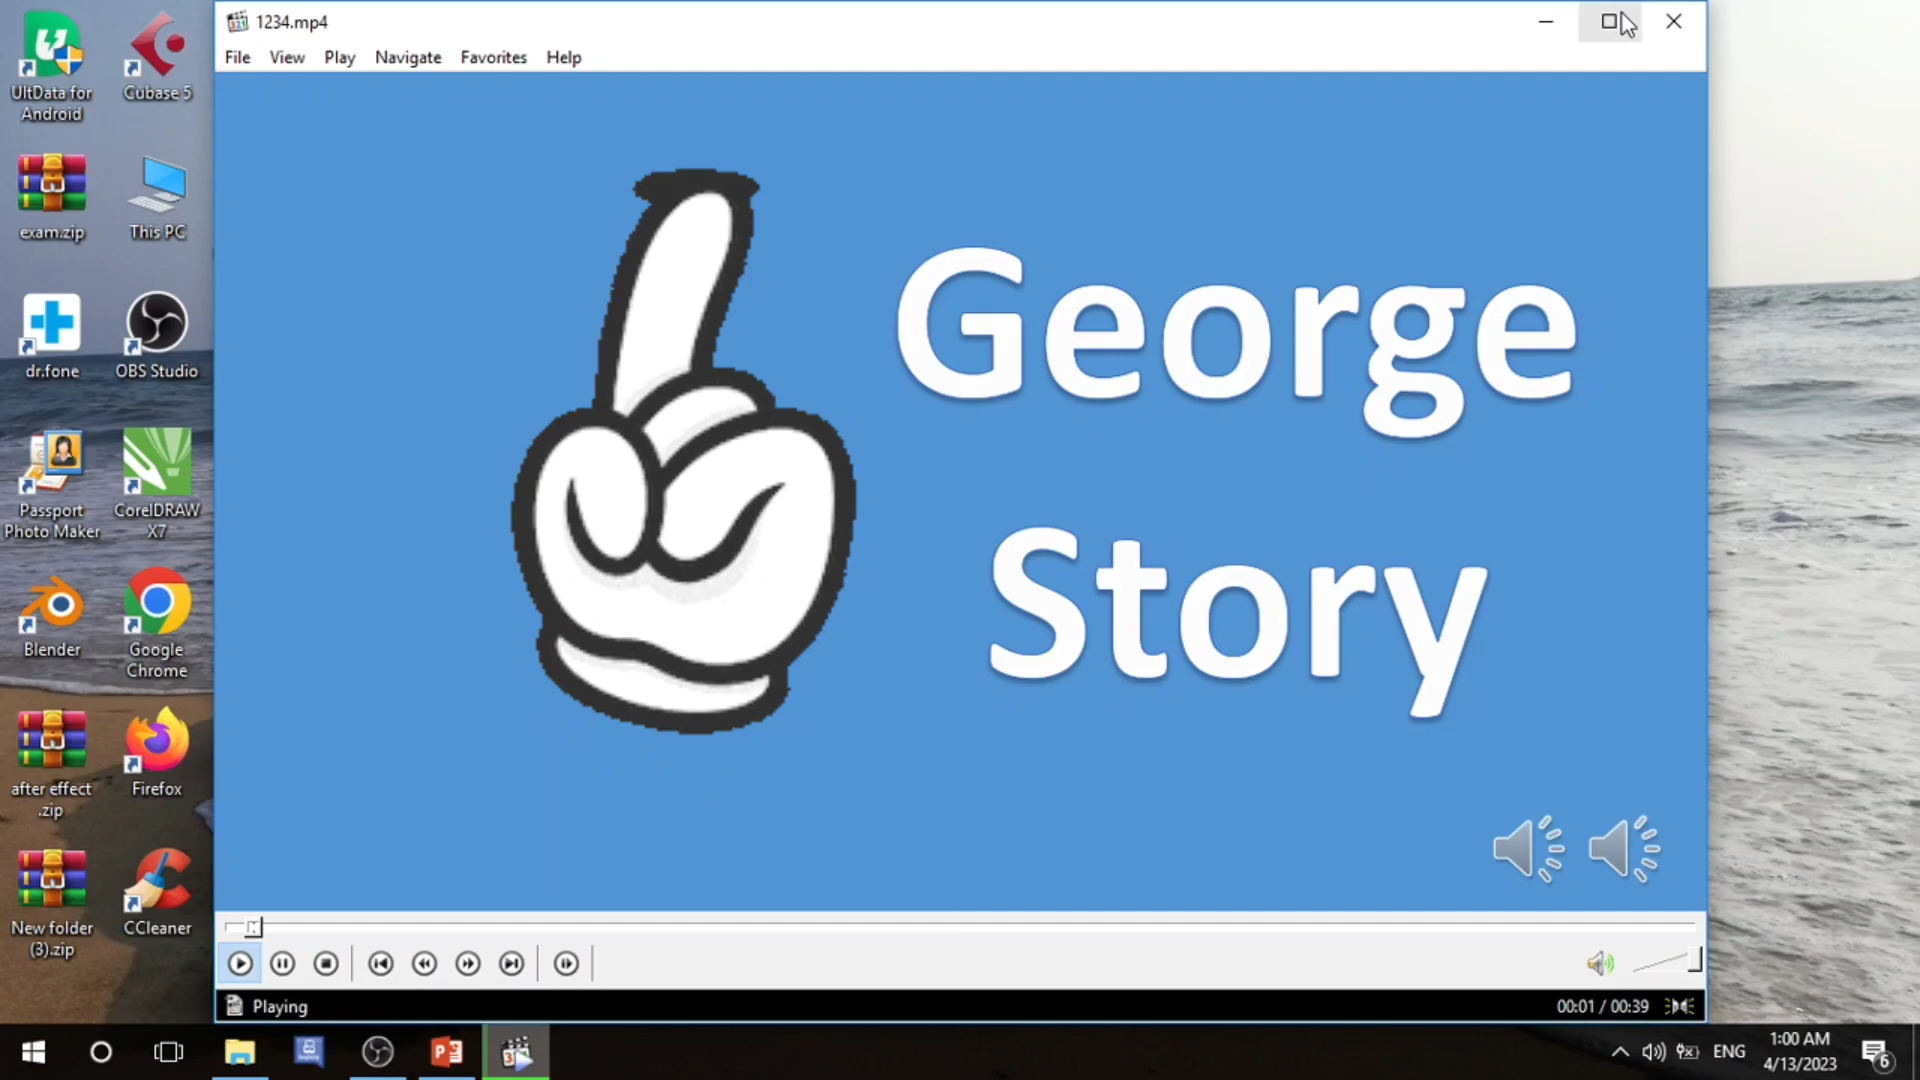 1234.mp4
File View Play Navigate Favorites Help
UltData for
Android
Cubase 5
exam.zip
This PC
dr.fone
OBS Studio
Passport
Photo Maker
CorelDRAW
X7
Blender
Google
Chrome
after effect
.zip
Firefox
New folder
(3).zip
CCleaner
George
Story
Playing
00:01 / 00:39
ENG
1:00 AM
4/13/2023
6